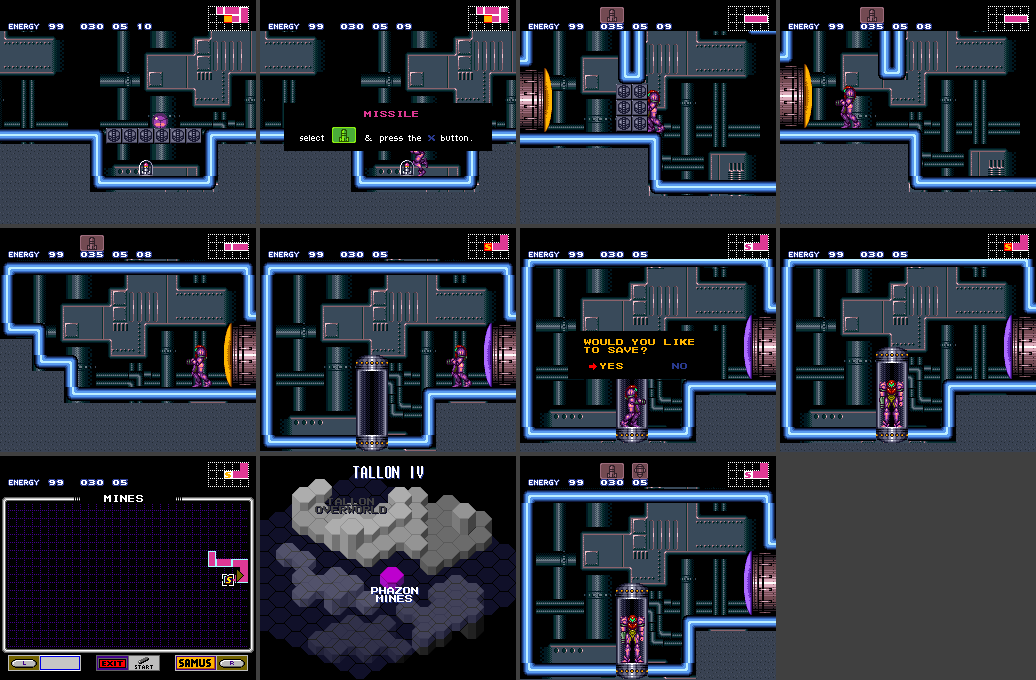 ENERGY 99 030 05 10
ENERGY 99 030 05 09
MISSILE
select & press the X button.
ENERGY 99 035 05 09
ENERGY 99 035 05 08
ENERGY 99 035 05 08
ENERGY 99 030 05
S
ENERGY 99 030 05
S
WOULD YOU LIKE
TO SAVE?
YES NO
ENERGY 99 030 05
S
ENERGY 99 030 05
S
MINES
S
L EXIT START SAMUS R
TALLON IV
TALLON
OVERWORLD
PHAZON
MINES
ENERGY 99 030 05
S